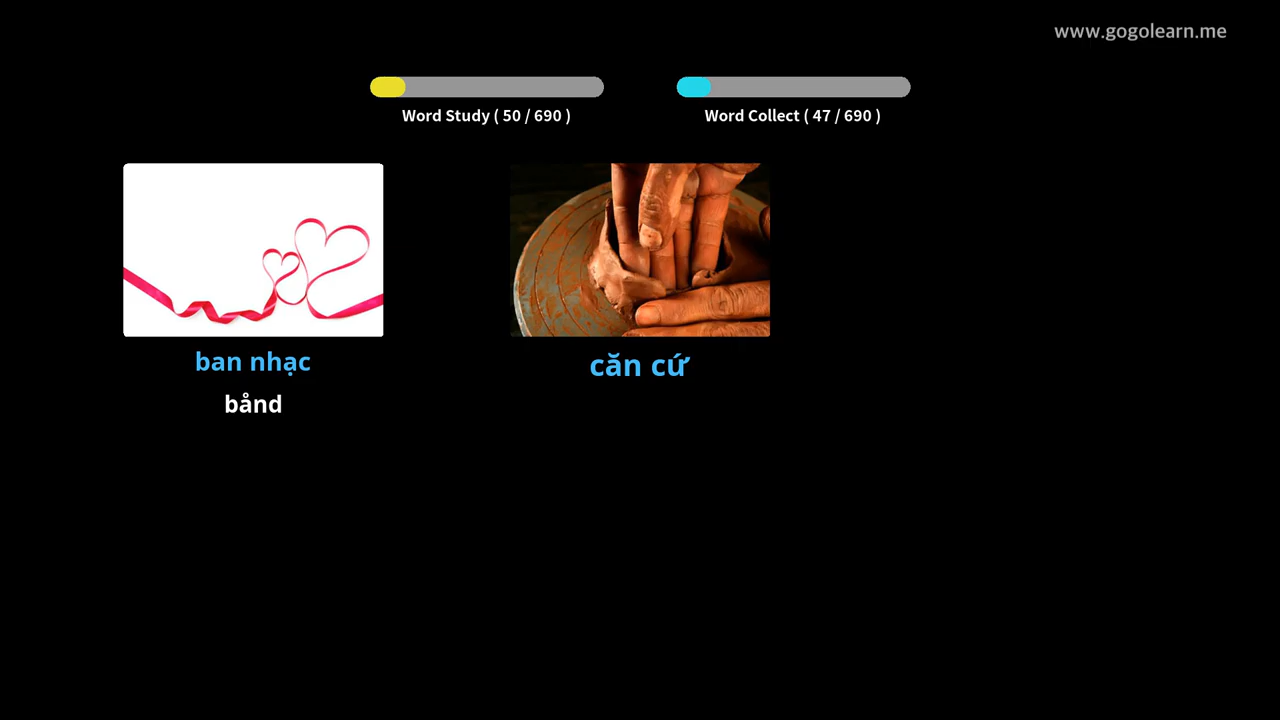 www.gogolearn.me
Word Study ( 50 / 690 )
Word Collect ( 47 / 690 )
ban nhạc
bånd
căn cứ